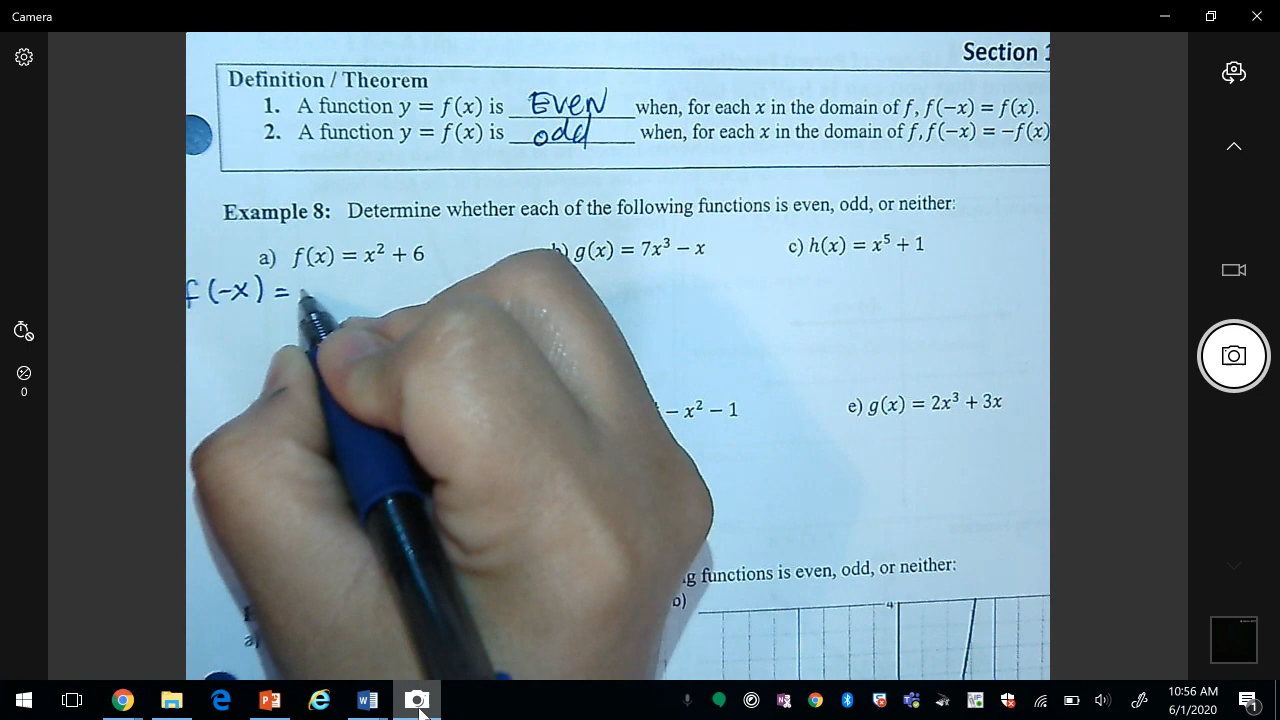 Camera
Section
Definition / Theorem
1. A function y = f(x) is Even when, for each x in the domain of f, f(−x) = f(x).
2. A function y = f(x) is odd when, for each x in the domain of f, f(−x) = −f(x)
Example 8: Determine whether each of the following functions is even, odd, or neither:
a) f(x) = x² + 6 b) g(x) = 7x³ − x c) h(x) = x⁵ + 1
f(-x) =
− x² − 1 e) g(x) = 2x³ + 3x
0
functions is even, odd, or neither:
a)
4
10:56 AM
6/1/2020
1